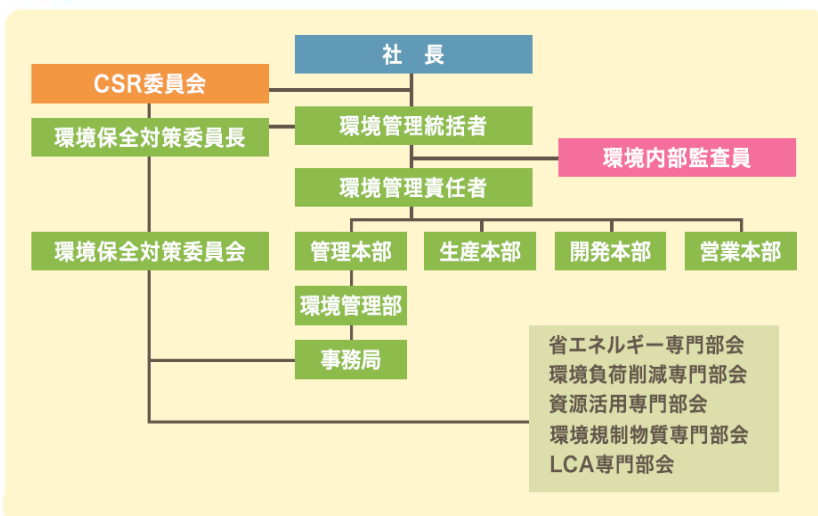 社 長
CSR委員会
環境管理統括者
環境保全対策委員長
環境内部監査員
環境管理責任者
環境保全対策委員会
管理本部
生産本部
開発本部
営業本部
環境管理部
事務局
省エネルギー専門部会
環境負荷削減専門部会
資源活用専門部会
環境規制物質専門部会
LCA専門部会